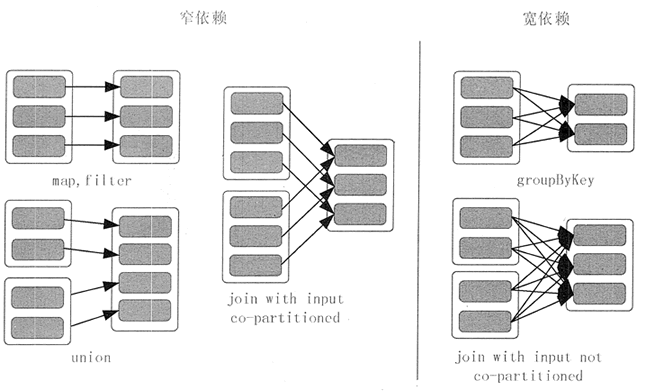 窄依赖
宽依赖
map,filter
union
join with input
co-partitioned
groupByKey
join with input not
co-partitioned